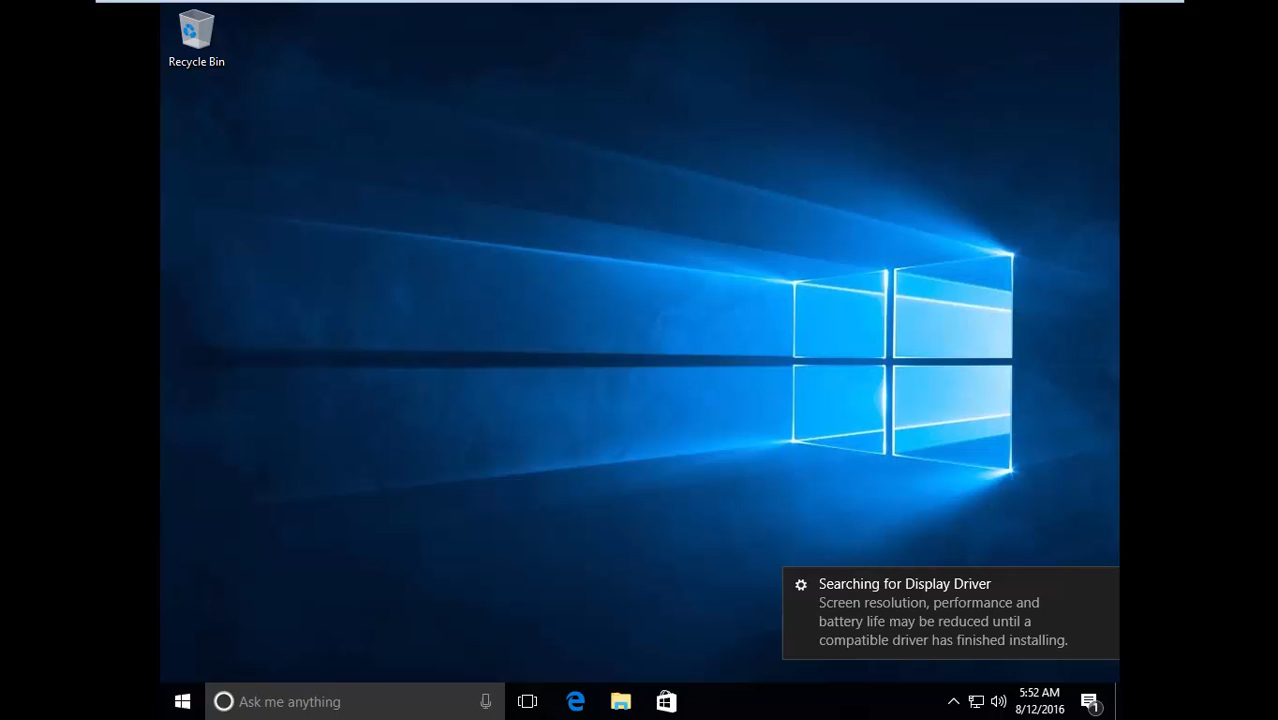 Recycle Bin
Searching for Display Driver
Screen resolution, performance and
battery life may be reduced until a
compatible driver has finished installing.
Ask me anything
5:52 AM
8/12/2016
1